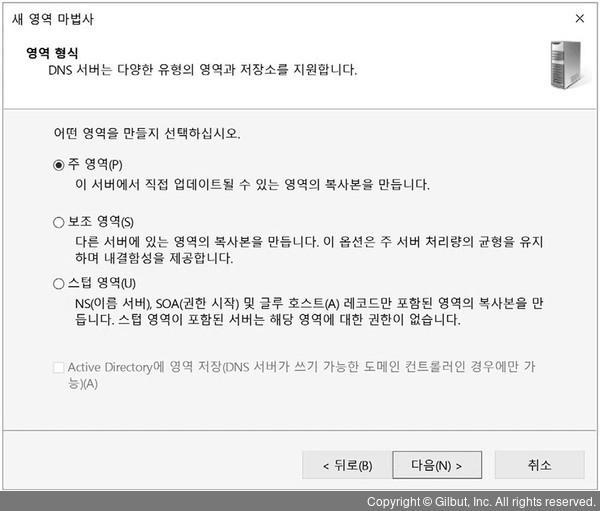 새 영역 마법사
영역 형식
DNS 서버는 다양한 유형의 영역과 저장소를 지원합니다.
어떤 영역을 만들지 선택하십시오.
주 영역(P)
이 서버에서 직접 업데이트될 수 있는 영역의 복사본을 만듭니다.
보조 영역(S)
다른 서버에 있는 영역의 복사본을 만듭니다. 이 옵션은 주 서버 처리량의 균형을 유지
하며 내결함성을 제공합니다.
스텁 영역(U)
NS(이름 서버), SOA(권한 시작) 및 글루 호스트(A) 레코드만 포함된 영역의 복사본을 만
듭니다. 스텁 영역이 포함된 서버는 해당 영역에 대한 권한이 없습니다.
Active Directory에 영역 저장(DNS 서버가 쓰기 가능한 도메인 컨트롤러인 경우에만 가
능)(A)
< 뒤로(B) 다음(N) > 취소
Copyright © Gilbut, Inc. All rights reserved.